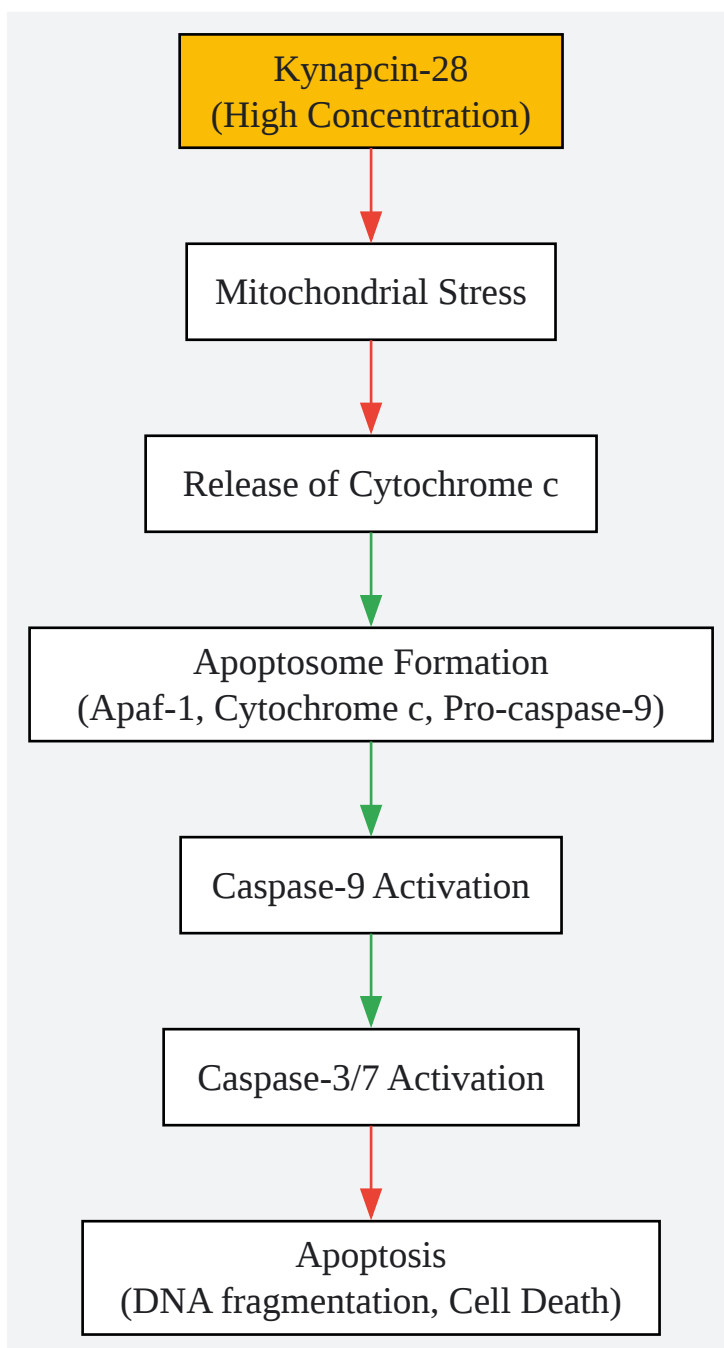 Kynapcin-28
(High Concentration)
Mitochondrial Stress
Release of Cytochrome c
Apoptosome Formation
(Apaf-1, Cytochrome c, Pro-caspase-9)
Caspase-9 Activation
Caspase-3/7 Activation
Apoptosis
(DNA fragmentation, Cell Death)